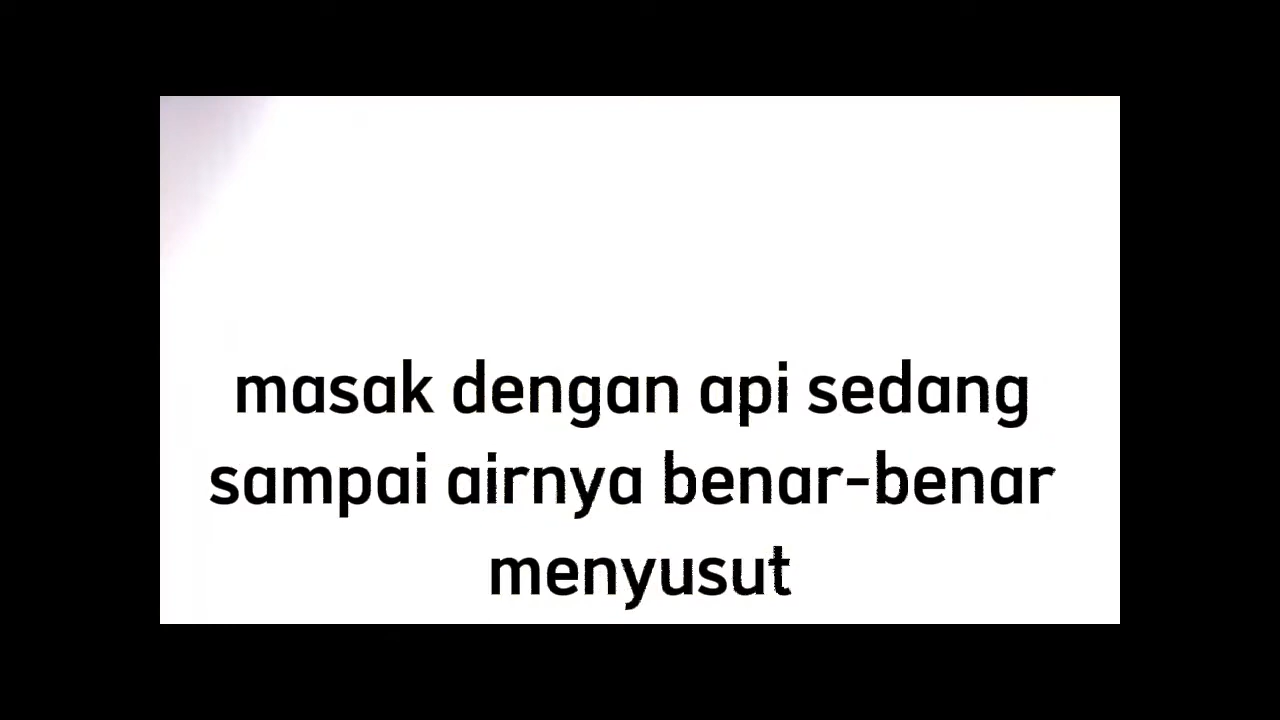 masak dengan api sedang
sampai airnya benar-benar
menyusut